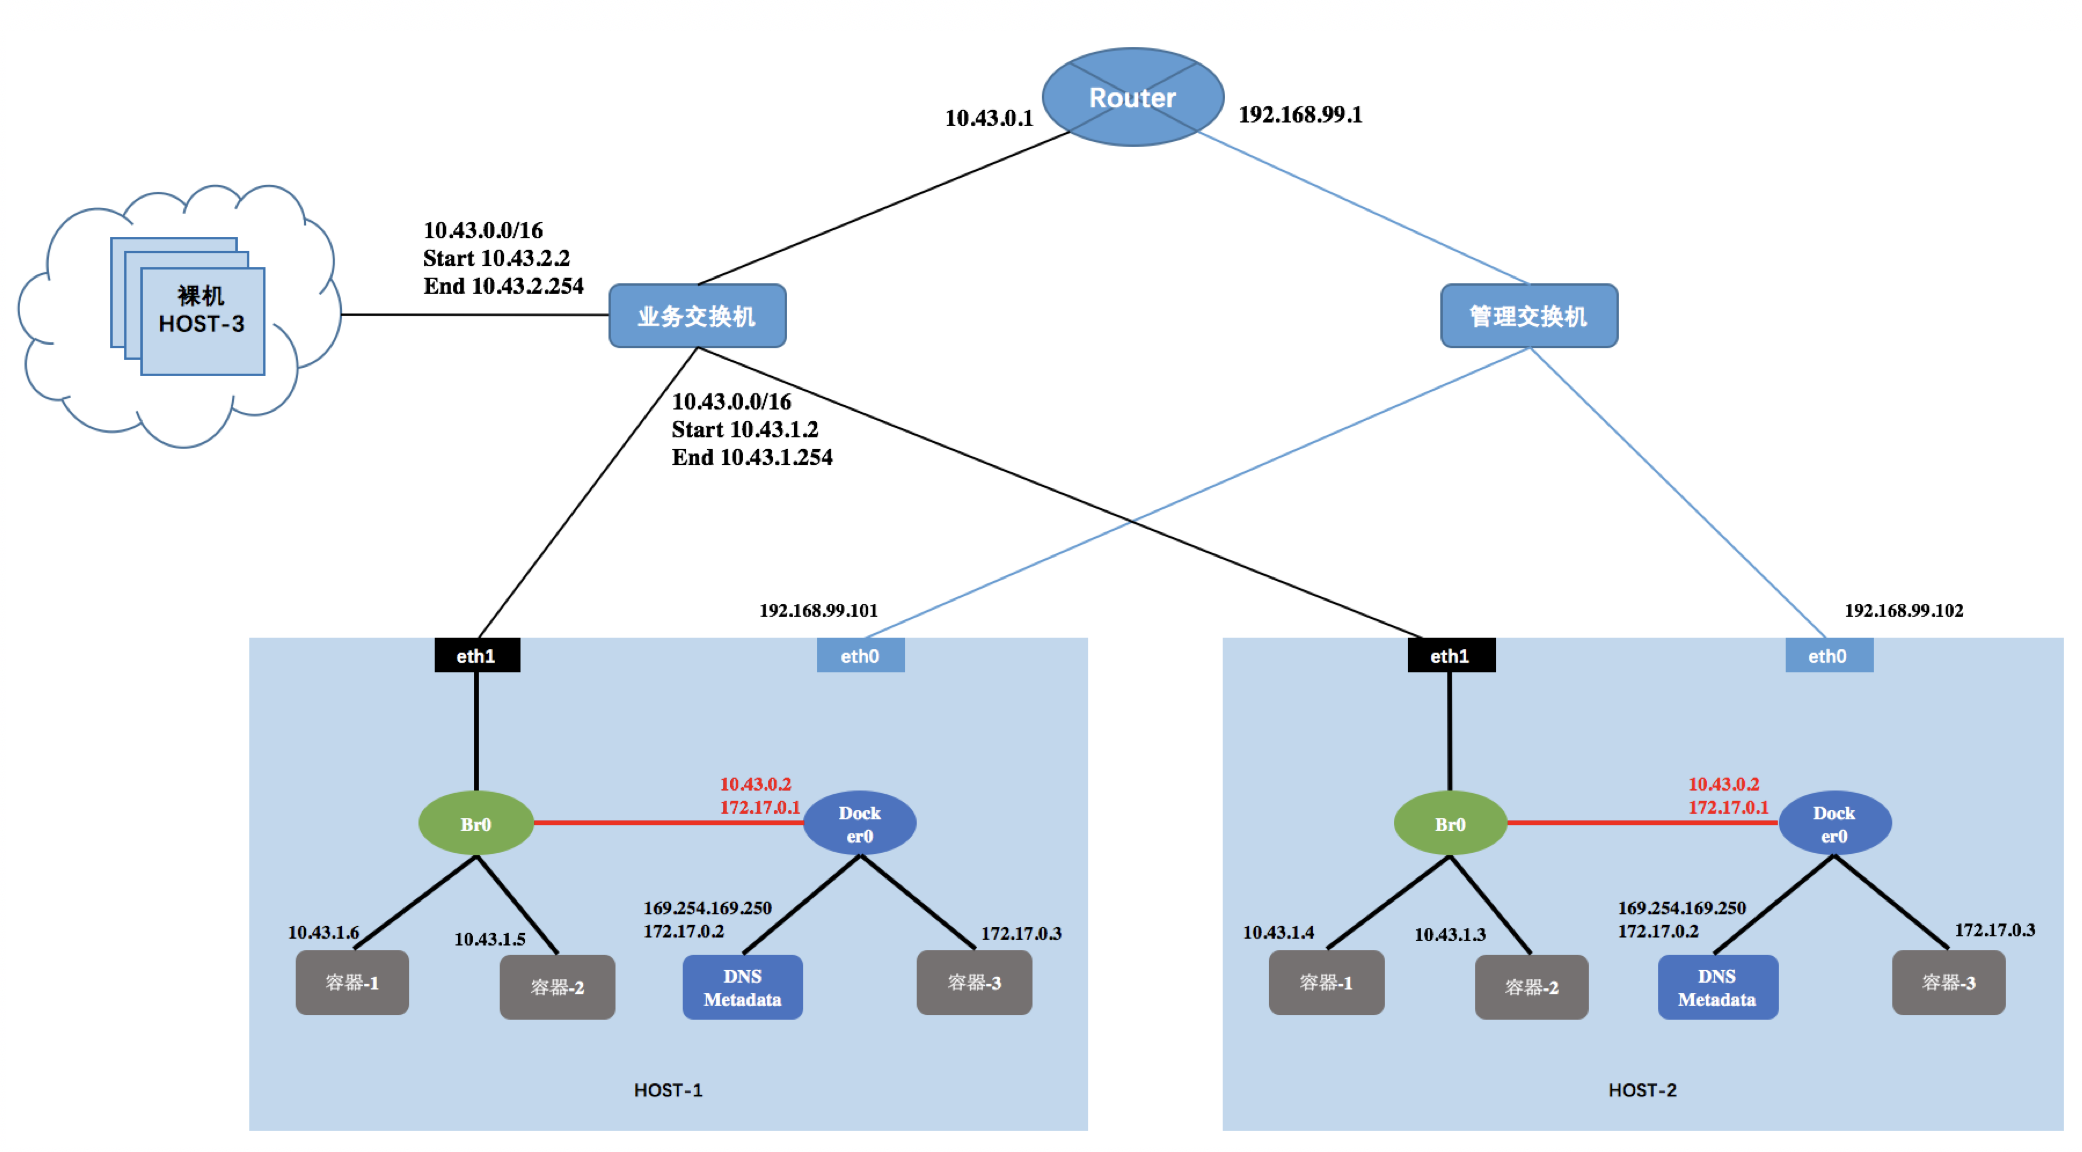 Router
10.43.0.1
192.168.99.1
10.43.0.0/16
Start 10.43.2.2
End 10.43.2.254
裸机
HOST-3
业务交换机
管理交换机
10.43.0.0/16
Start 10.43.1.2
End 10.43.1.254
192.168.99.101
192.168.99.102
eth1
eth0
eth1
eth0
10.43.0.2
172.17.0.1
Br0
Dock
er0
10.43.1.6
10.43.1.5
169.254.169.250
172.17.0.2
172.17.0.3
容器-1
容器-2
DNS
Metadata
容器-3
HOST-1
10.43.0.2
172.17.0.1
Br0
Dock
er0
10.43.1.4
10.43.1.3
169.254.169.250
172.17.0.2
172.17.0.3
容器-1
容器-2
DNS
Metadata
容器-3
HOST-2